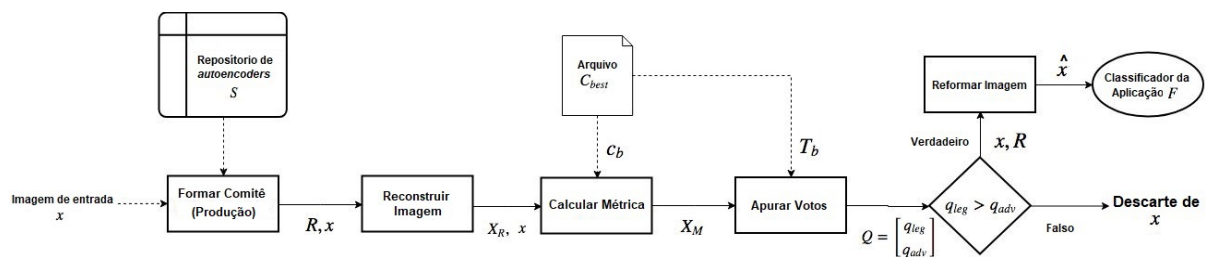 Repositorio de
autoencoders
S
Arquivo
C_best
Reformar Imagem
x̂
Classificador da
Aplicação F
c_b
T_b
Verdadeiro
x, R
Imagem de entrada
x
Formar Comitê
(Produção)
R, x
Reconstruir
Imagem
X_R, x
Calcular Métrica
X_M
Apurar Votos
Q = [q_leg q_adv]
q_leg > q_adv
Falso
Descarte de
x